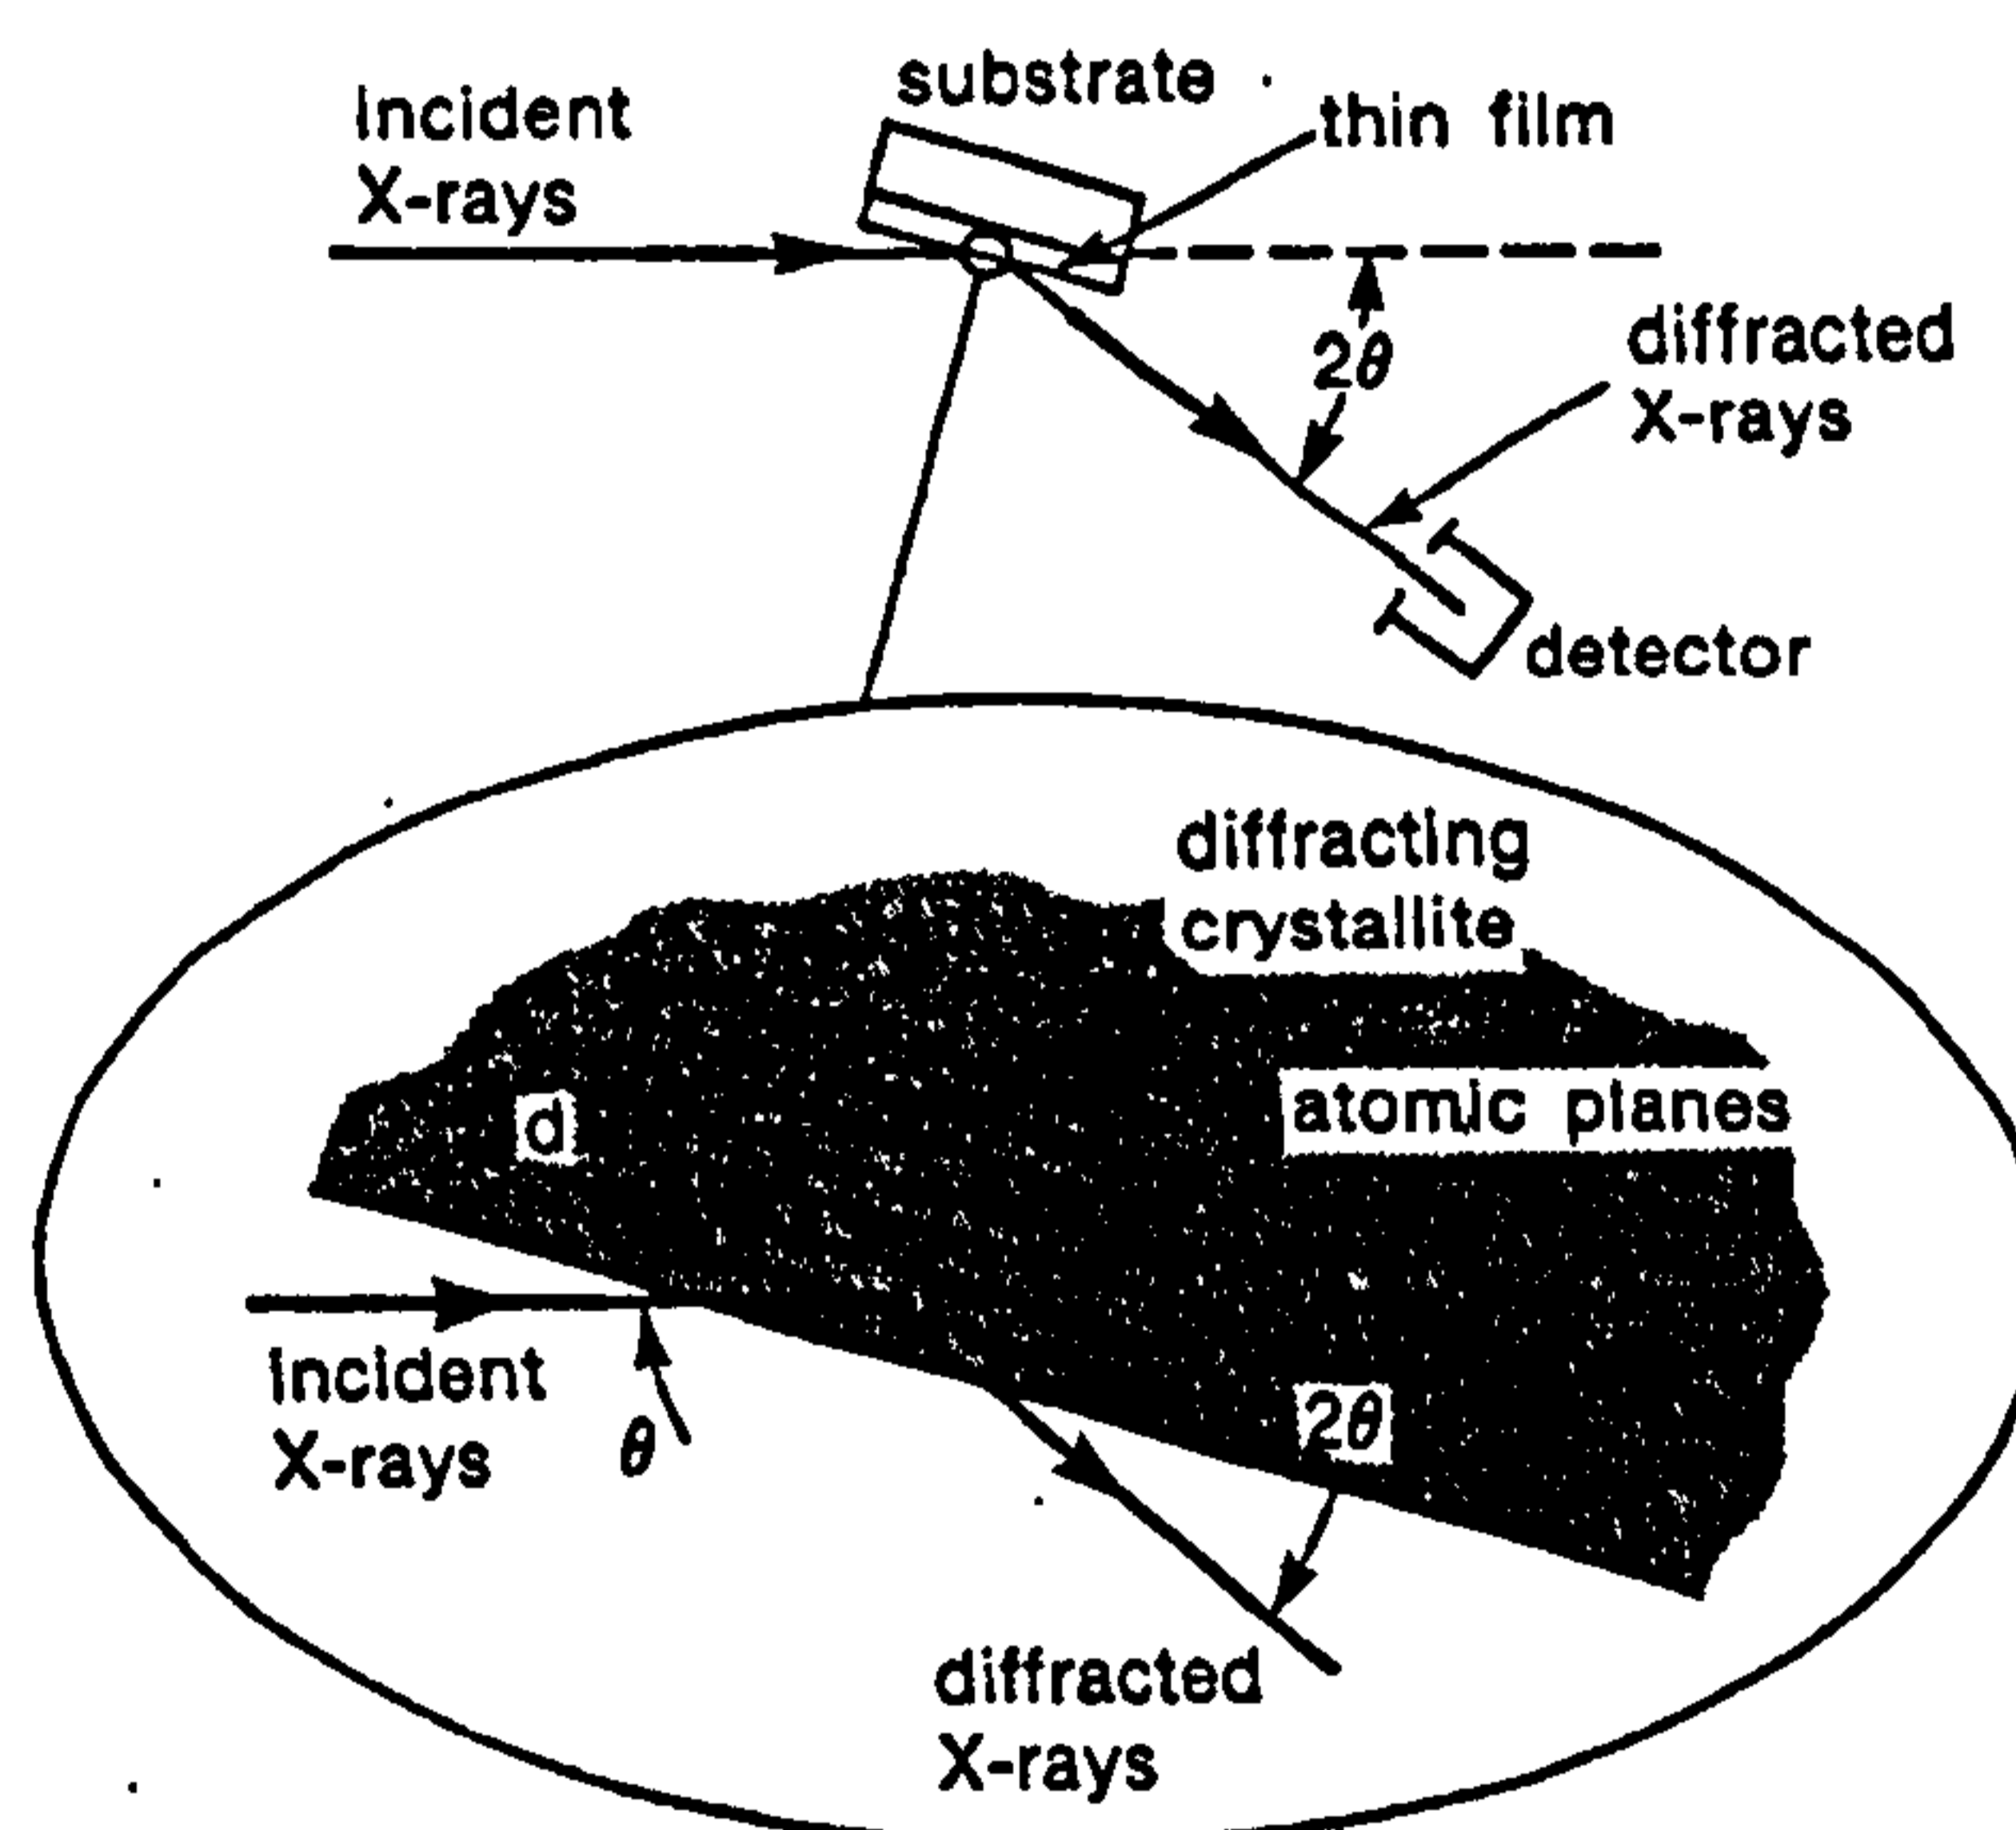 substrate
Incident
X-rays
thin film
2θ
diffracted
X-rays
detector
diffracting
crystallite
d
atomic planes
Incident
X-rays
θ
2θ
diffracted
X-rays